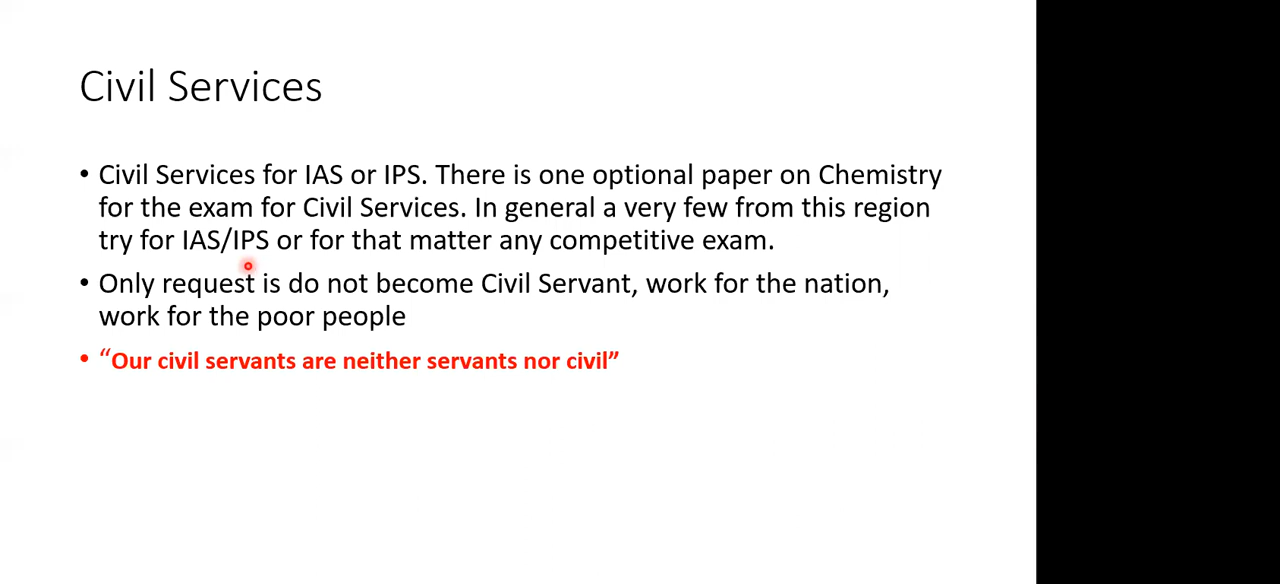 Civil Services
• Civil Services for IAS or IPS. There is one optional paper on Chemistry
for the exam for Civil Services. In general a very few from this region
try for IAS/IPS or for that matter any competitive exam.
• Only request is do not become Civil Servant, work for the nation,
work for the poor people
• “Our civil servants are neither servants nor civil”